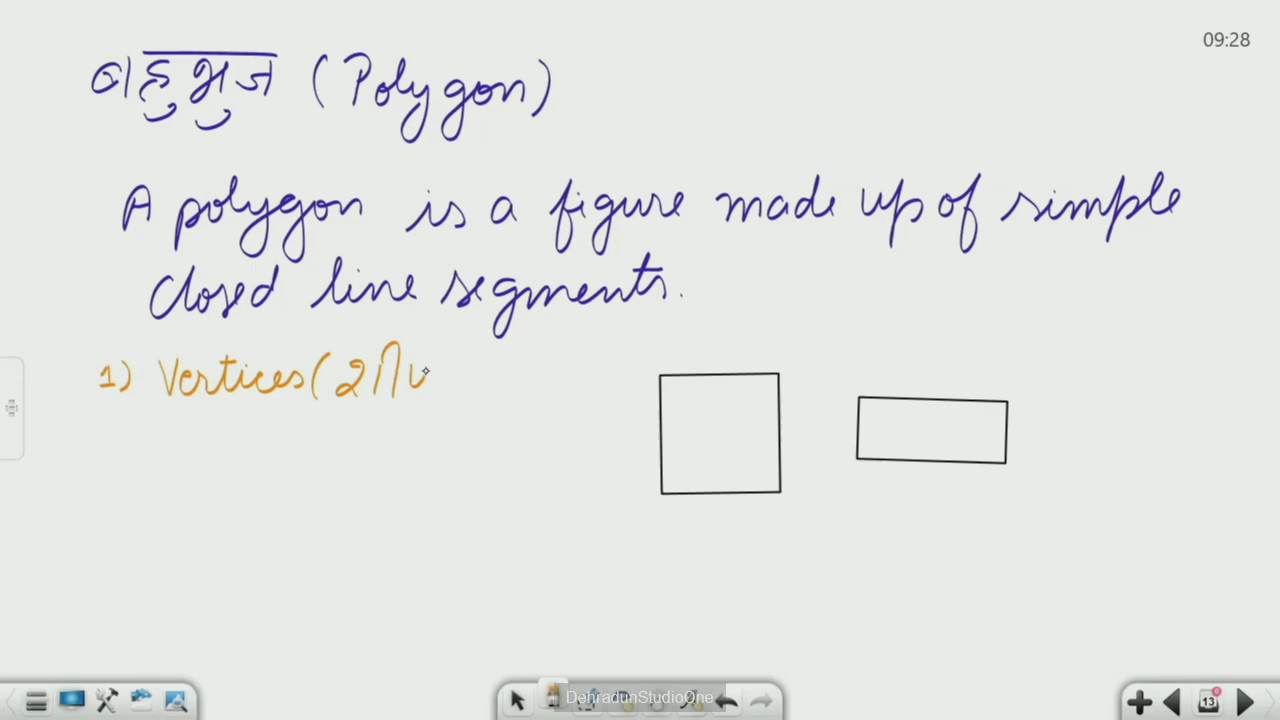 09:28
बहुभुज (Polygon)
A polygon is a figure made up of simple
closed line segments.
1) Vertices(
DehradunStudioOne
13